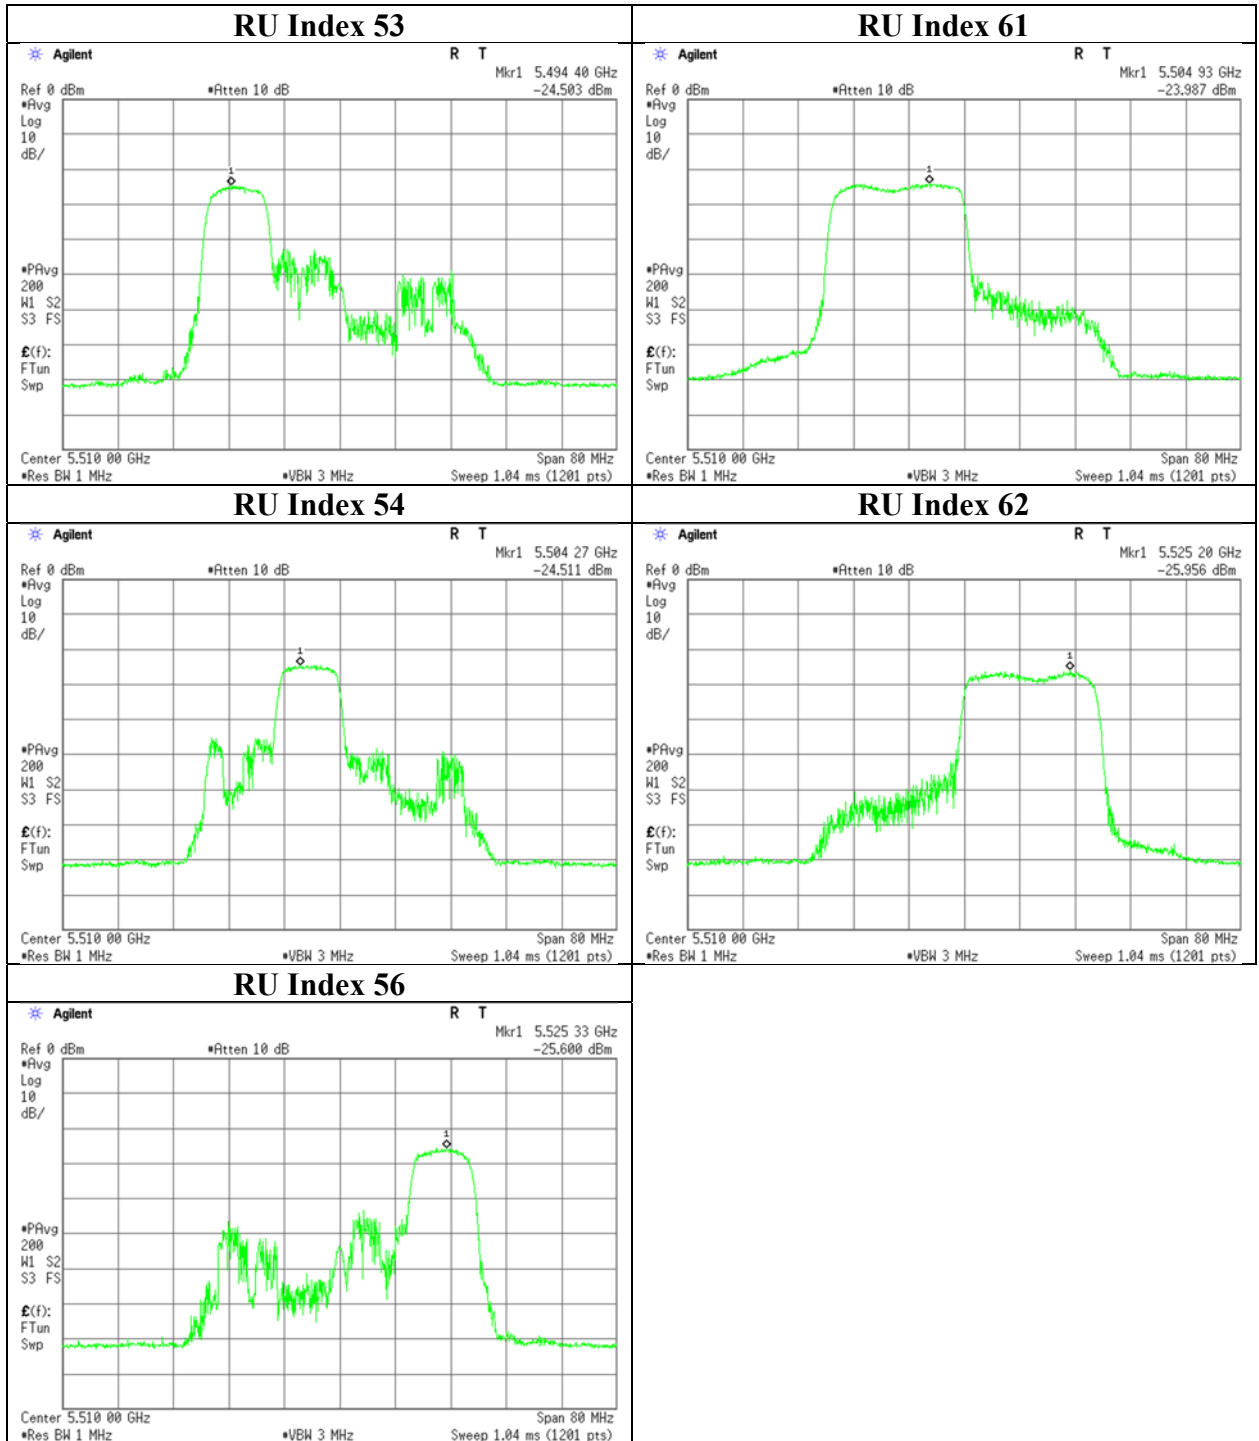 RU Index 53
Agilent
R T
Mkr1 5.494 40 GHz
Ref 0 dBm
*Atten 10 dB
-24.503 dBm
*Avg
Log
10
dB/
1
*PAvg
200
W1 S2
S3 FS
£(f):
FTun
Swp
Center 5.510 00 GHz
Span 80 MHz
*Res BW 1 MHz
*VBW 3 MHz
Sweep 1.04 ms (1201 pts)
RU Index 61
Agilent
R T
Mkr1 5.504 93 GHz
Ref 0 dBm
*Atten 10 dB
-23.987 dBm
*Avg
Log
10
dB/
1
*PAvg
200
W1 S2
S3 FS
£(f):
FTun
Swp
Center 5.510 00 GHz
Span 80 MHz
*Res BW 1 MHz
*VBW 3 MHz
Sweep 1.04 ms (1201 pts)
RU Index 54
Agilent
R T
Mkr1 5.504 27 GHz
Ref 0 dBm
*Atten 10 dB
-24.511 dBm
*Avg
Log
10
dB/
1
*PAvg
200
W1 S2
S3 FS
£(f):
FTun
Swp
Center 5.510 00 GHz
Span 80 MHz
*Res BW 1 MHz
*VBW 3 MHz
Sweep 1.04 ms (1201 pts)
RU Index 62
Agilent
R T
Mkr1 5.525 20 GHz
Ref 0 dBm
*Atten 10 dB
-25.956 dBm
*Avg
Log
10
dB/
1
*PAvg
200
W1 S2
S3 FS
£(f):
FTun
Swp
Center 5.510 00 GHz
Span 80 MHz
*Res BW 1 MHz
*VBW 3 MHz
Sweep 1.04 ms (1201 pts)
RU Index 56
Agilent
R T
Mkr1 5.525 33 GHz
Ref 0 dBm
*Atten 10 dB
-25.600 dBm
*Avg
Log
10
dB/
1
*PAvg
200
W1 S2
S3 FS
£(f):
FTun
Swp
Center 5.510 00 GHz
Span 80 MHz
*Res BW 1 MHz
*VBW 3 MHz
Sweep 1.04 ms (1201 pts)